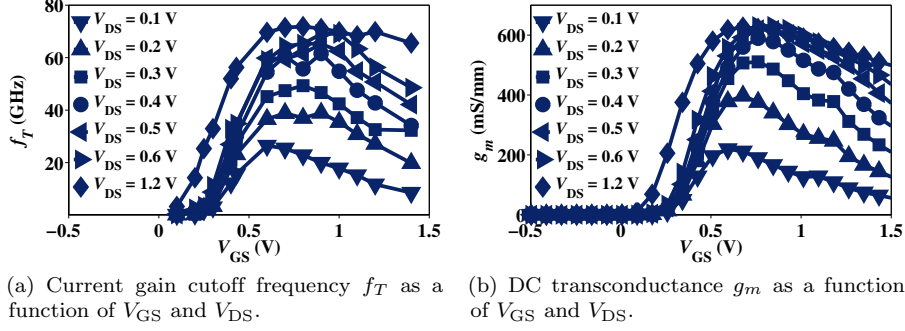 80
60
40
20
f_T (GHz)
V_DS = 0.1 V
V_DS = 0.2 V
V_DS = 0.3 V
V_DS = 0.4 V
V_DS = 0.5 V
V_DS = 0.6 V
V_DS = 1.2 V
−0.5 0 0.5 1 1.5
V_GS (V)
(a) Current gain cutoff frequency f_T as a
function of V_GS and V_DS.
600
400
200
0
g_m (mS/mm)
V_DS = 0.1 V
V_DS = 0.2 V
V_DS = 0.3 V
V_DS = 0.4 V
V_DS = 0.5 V
V_DS = 0.6 V
V_DS = 1.2 V
−0.5 0 0.5 1 1.5
V_GS (V)
(b) DC transconductance g_m as a function
of V_GS and V_DS.